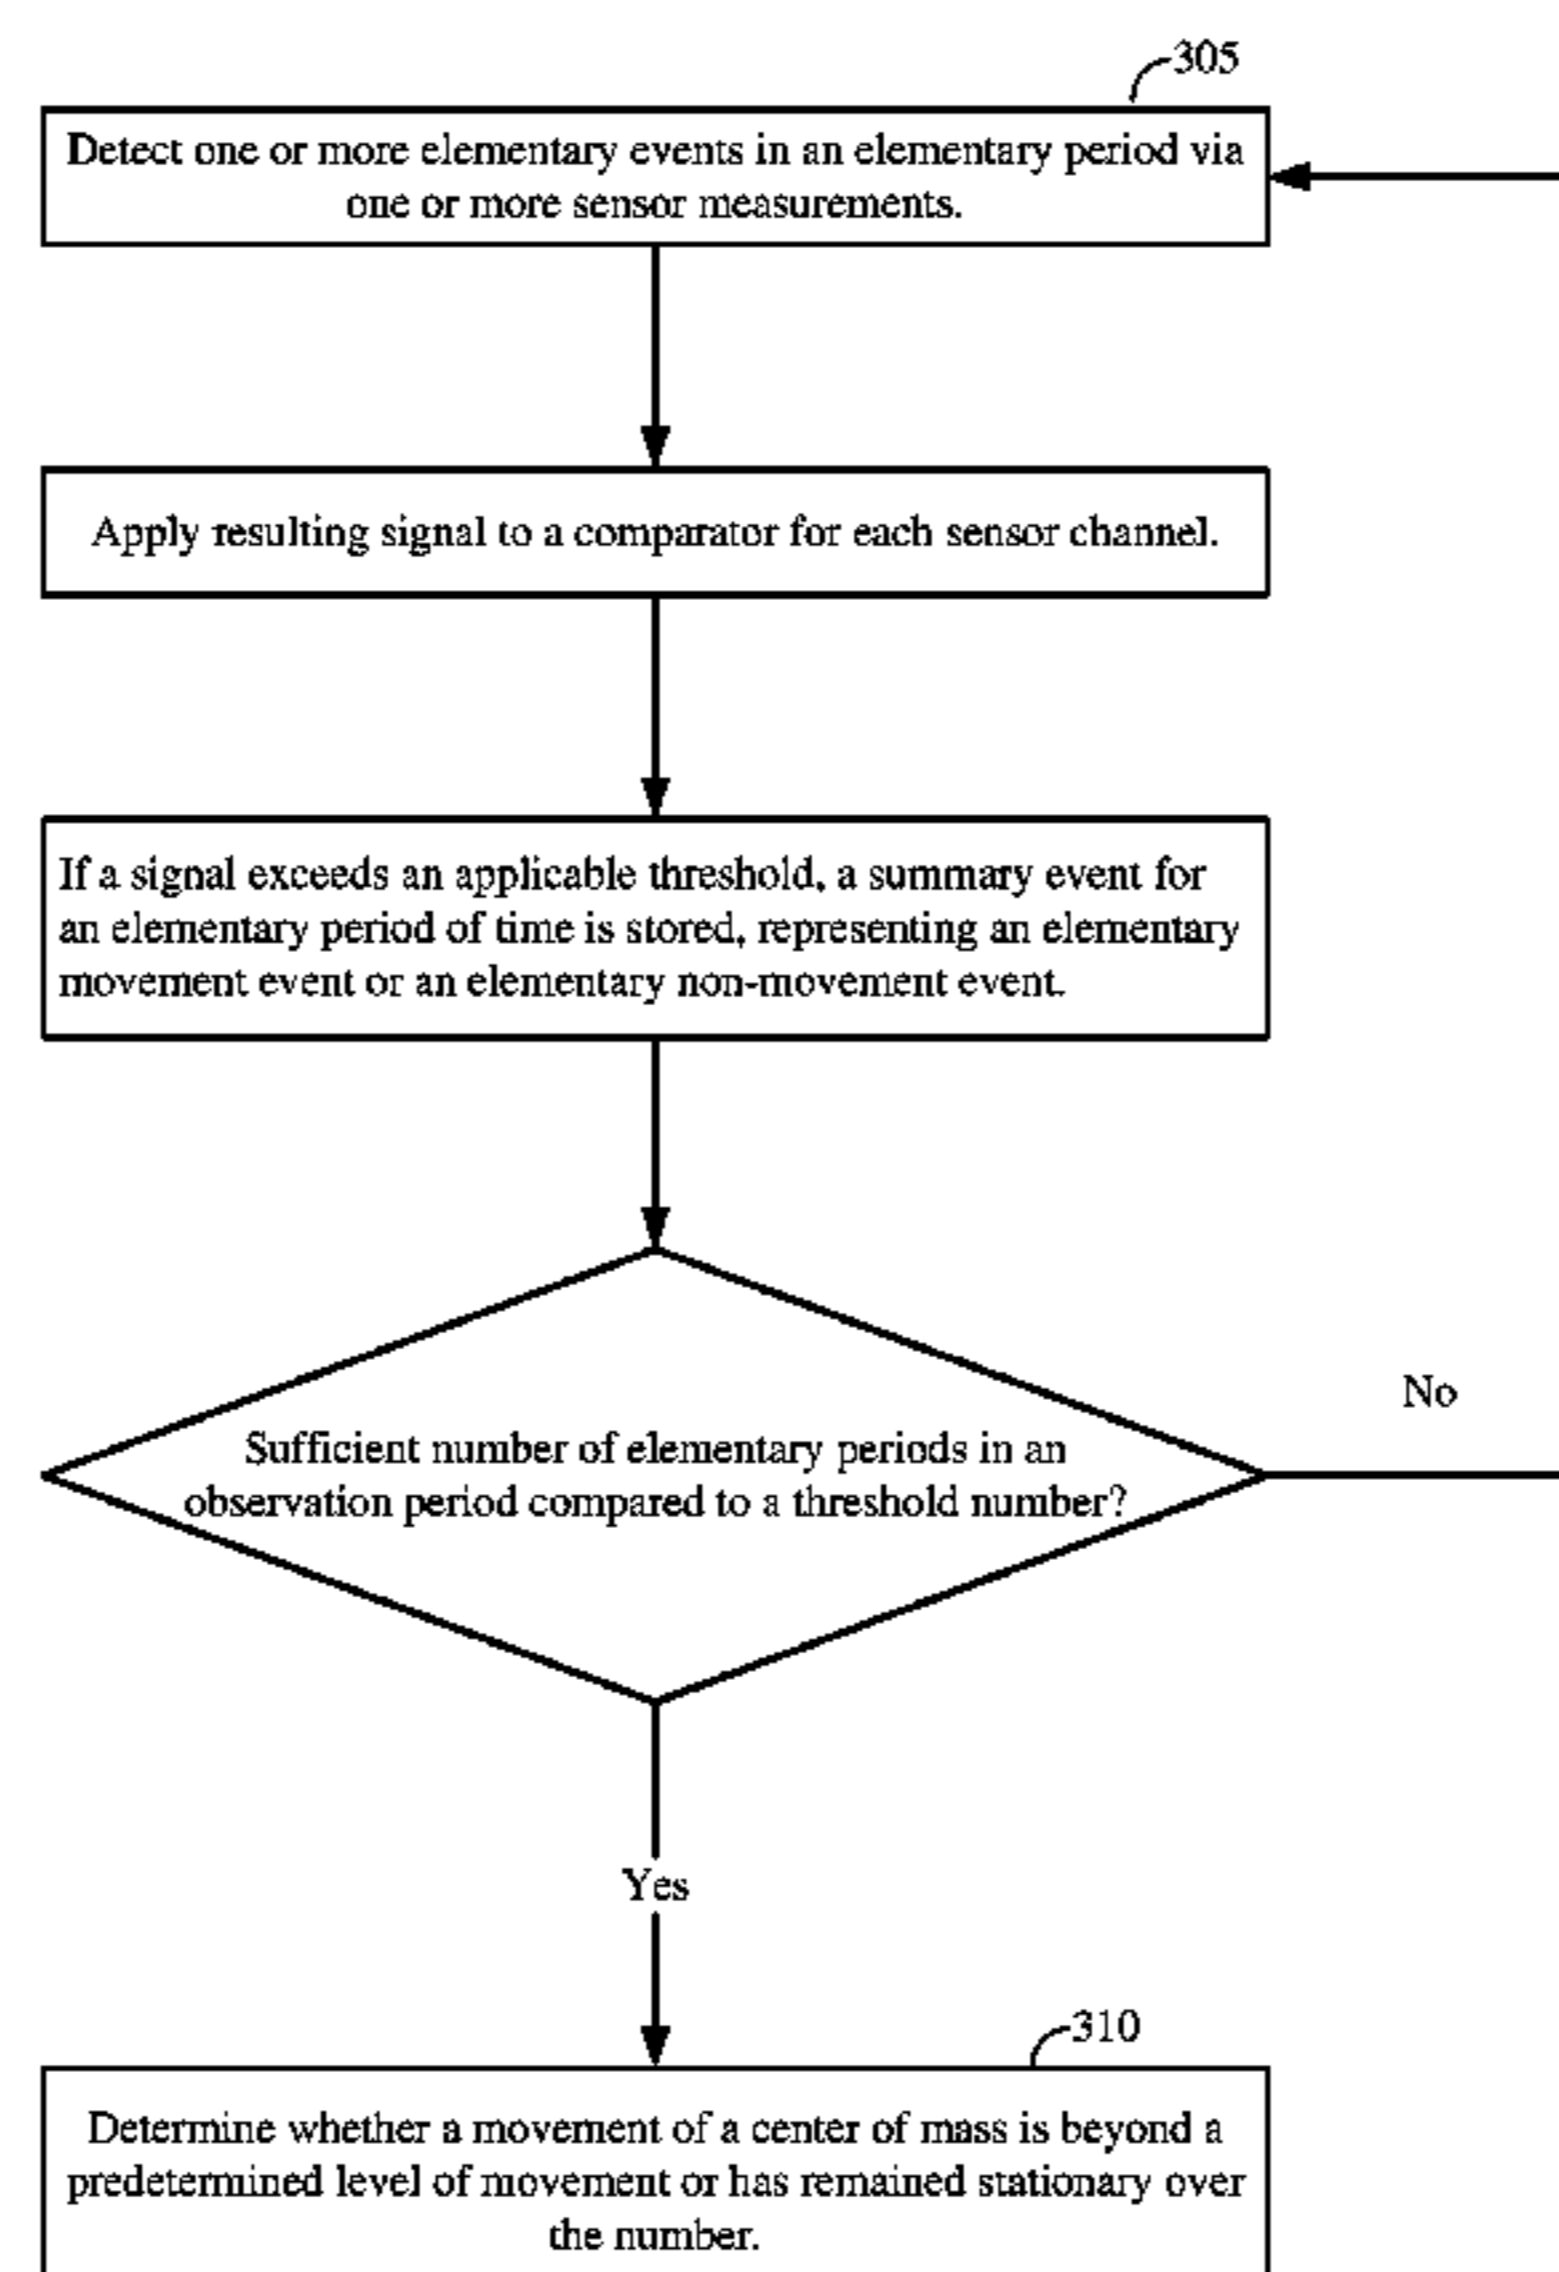 305
Detect one or more elementary events in an elementary period via
one or more sensor measurements.
Apply resulting signal to a comparator for each sensor channel.
If a signal exceeds an applicable threshold, a summary event for
an elementary period of time is stored, representing an elementary
movement event or an elementary non-movement event.
No
Sufficient number of elementary periods in an
observation period compared to a threshold number?
Yes
310
Determine whether a movement of a center of mass is beyond a
predetermined level of movement or has remained stationary over
the number.